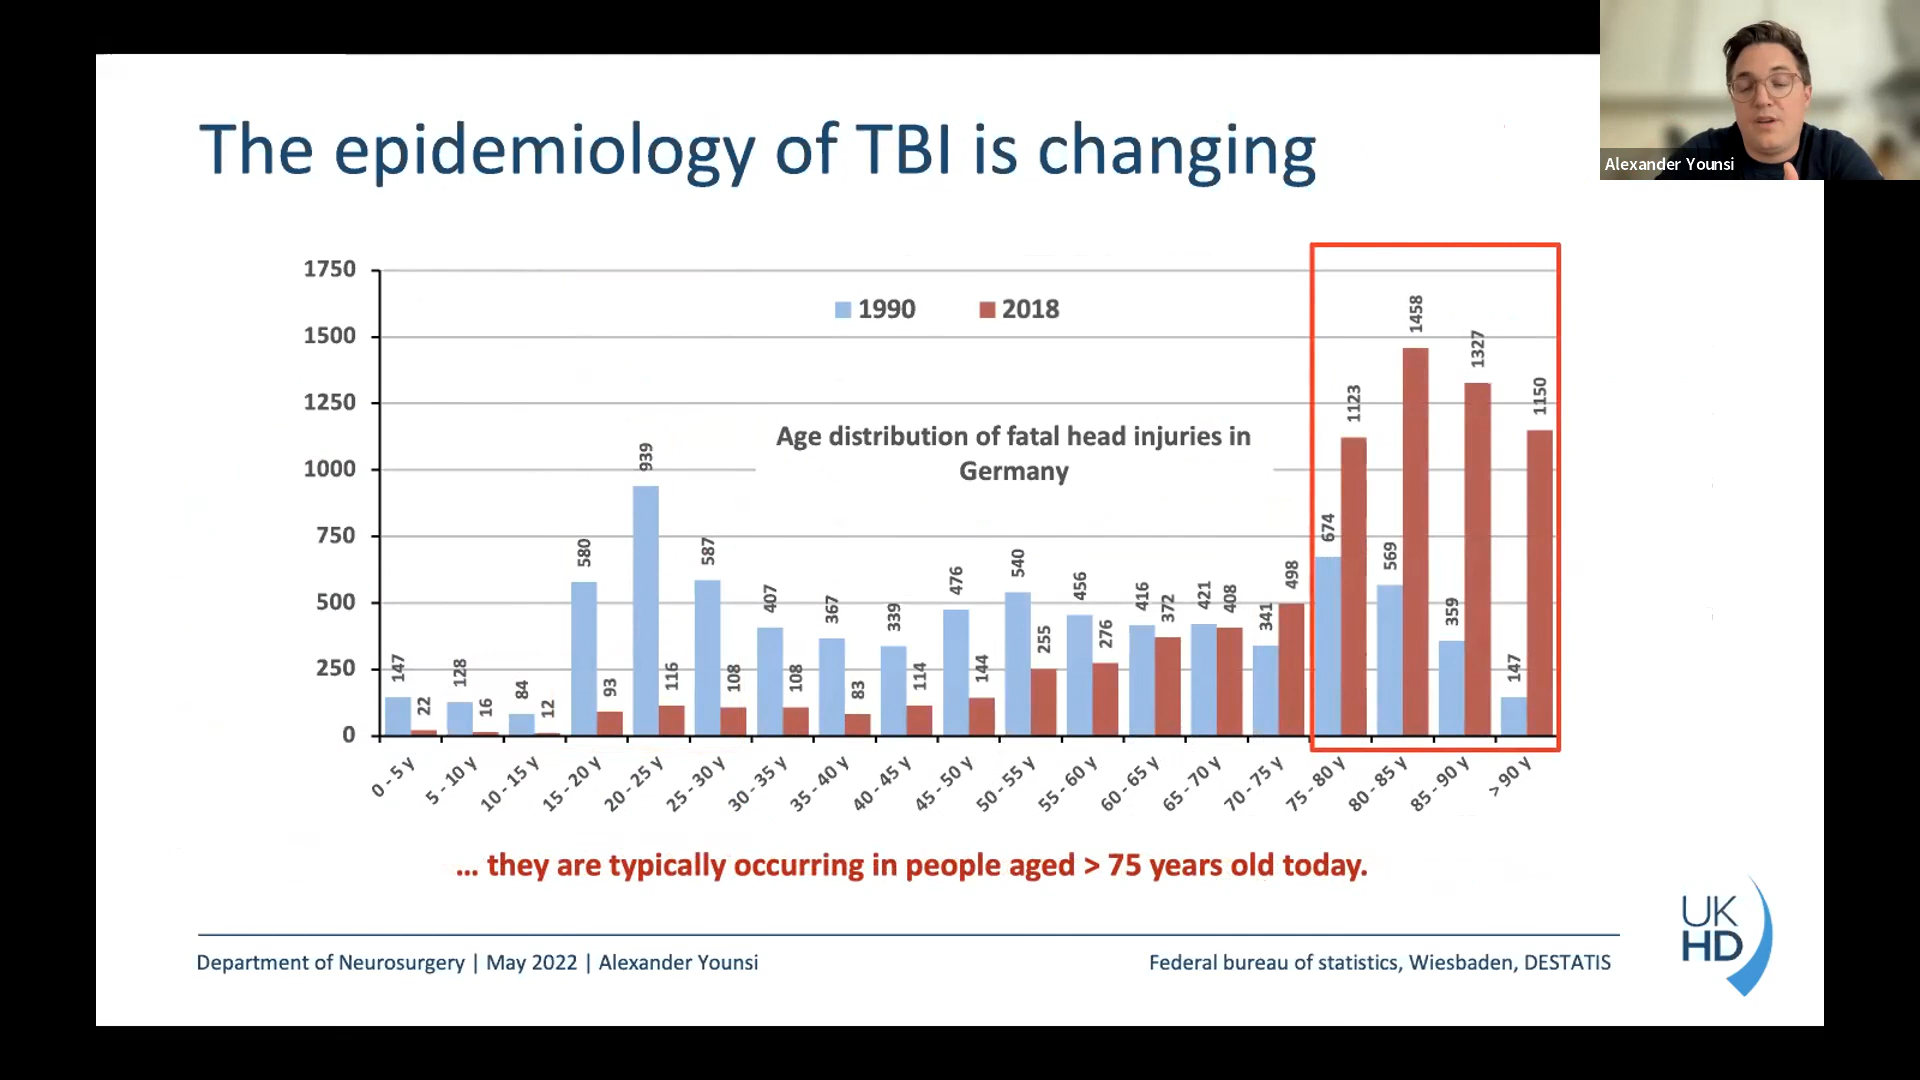 Alexander Younsi
The epidemiology of TBI is changing
1750
1500
1250
1000
750
500
250
0
1990
2018
Age distribution of fatal head injuries in
Germany
147
22
128
16
84
12
580
93
939
116
587
108
407
108
367
83
339
114
476
144
540
255
456
276
416
372
421
408
341
498
674
1123
569
1458
359
1327
147
1150
0 - 5 y
5 - 10 y
10 - 15 y
15 - 20 y
20 - 25 y
25 - 30 y
30 - 35 y
35 - 40 y
40 - 45 y
45 - 50 y
50 - 55 y
55 - 60 y
60 - 65 y
65 - 70 y
70 - 75 y
75 - 80 y
80 - 85 y
85 - 90 y
> 90 y
... they are typically occurring in people aged > 75 years old today.
Department of Neurosurgery | May 2022 | Alexander Younsi
Federal bureau of statistics, Wiesbaden, DESTATIS
UK
HD